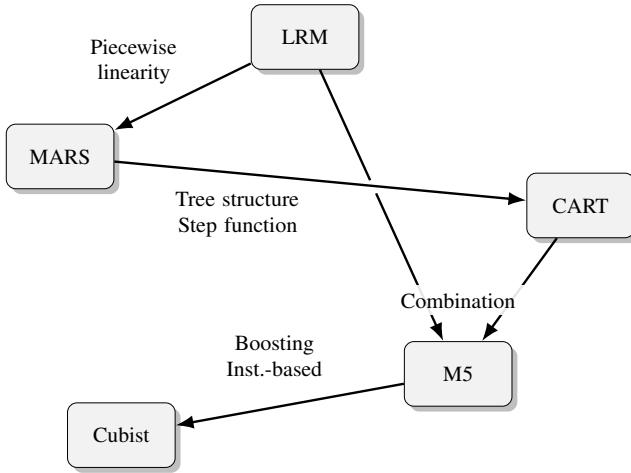 LRM
Piecewise
linearity
MARS
Tree structure
Step function
CART
Combination
Boosting
Inst.-based
M5
Cubist